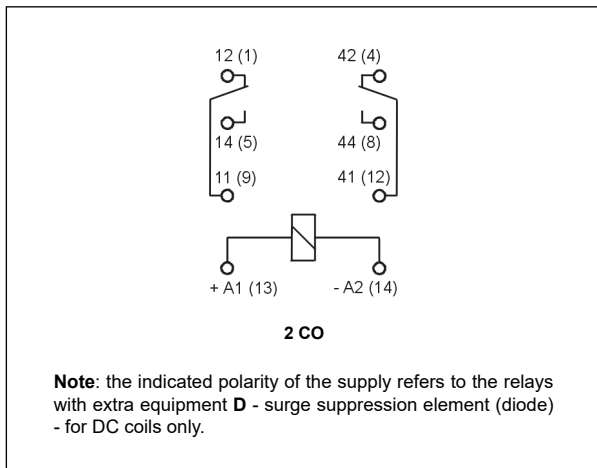 12 (1)
42 (4)
14 (5)
44 (8)
11 (9)
41 (12)
+ A1 (13)
- A2 (14)
2 CO
Note: the indicated polarity of the supply refers to the relays
with extra equipment D - surge suppression element (diode)
- for DC coils only.